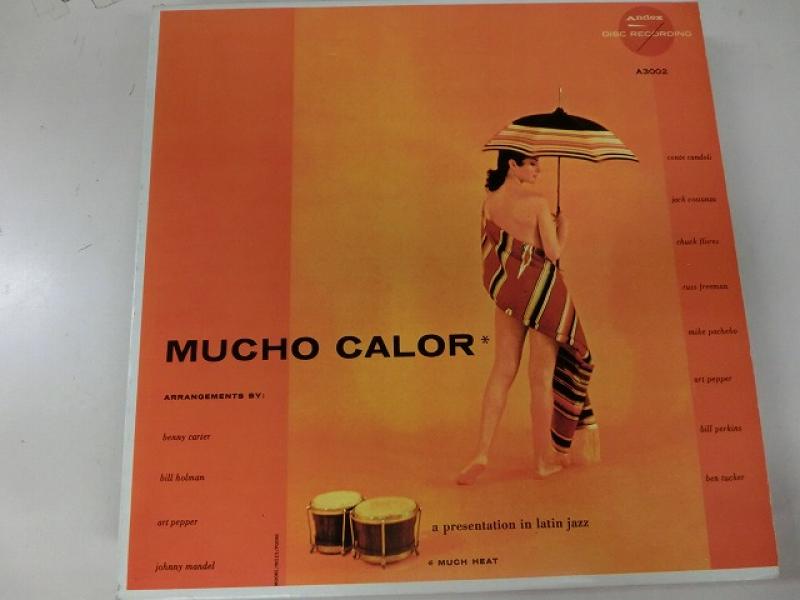 Andex
DISC RECORDING
A3002
conte candoli
jack costanzo
chuck flores
russ freeman
mike pacheko
art pepper
bill perkins
ben tucker
MUCHO CALOR*
ARRANGEMENTS BY:
benny carter
bill holman
art pepper
johnny mandel
a presentation in latin jazz
MUCH HEAT